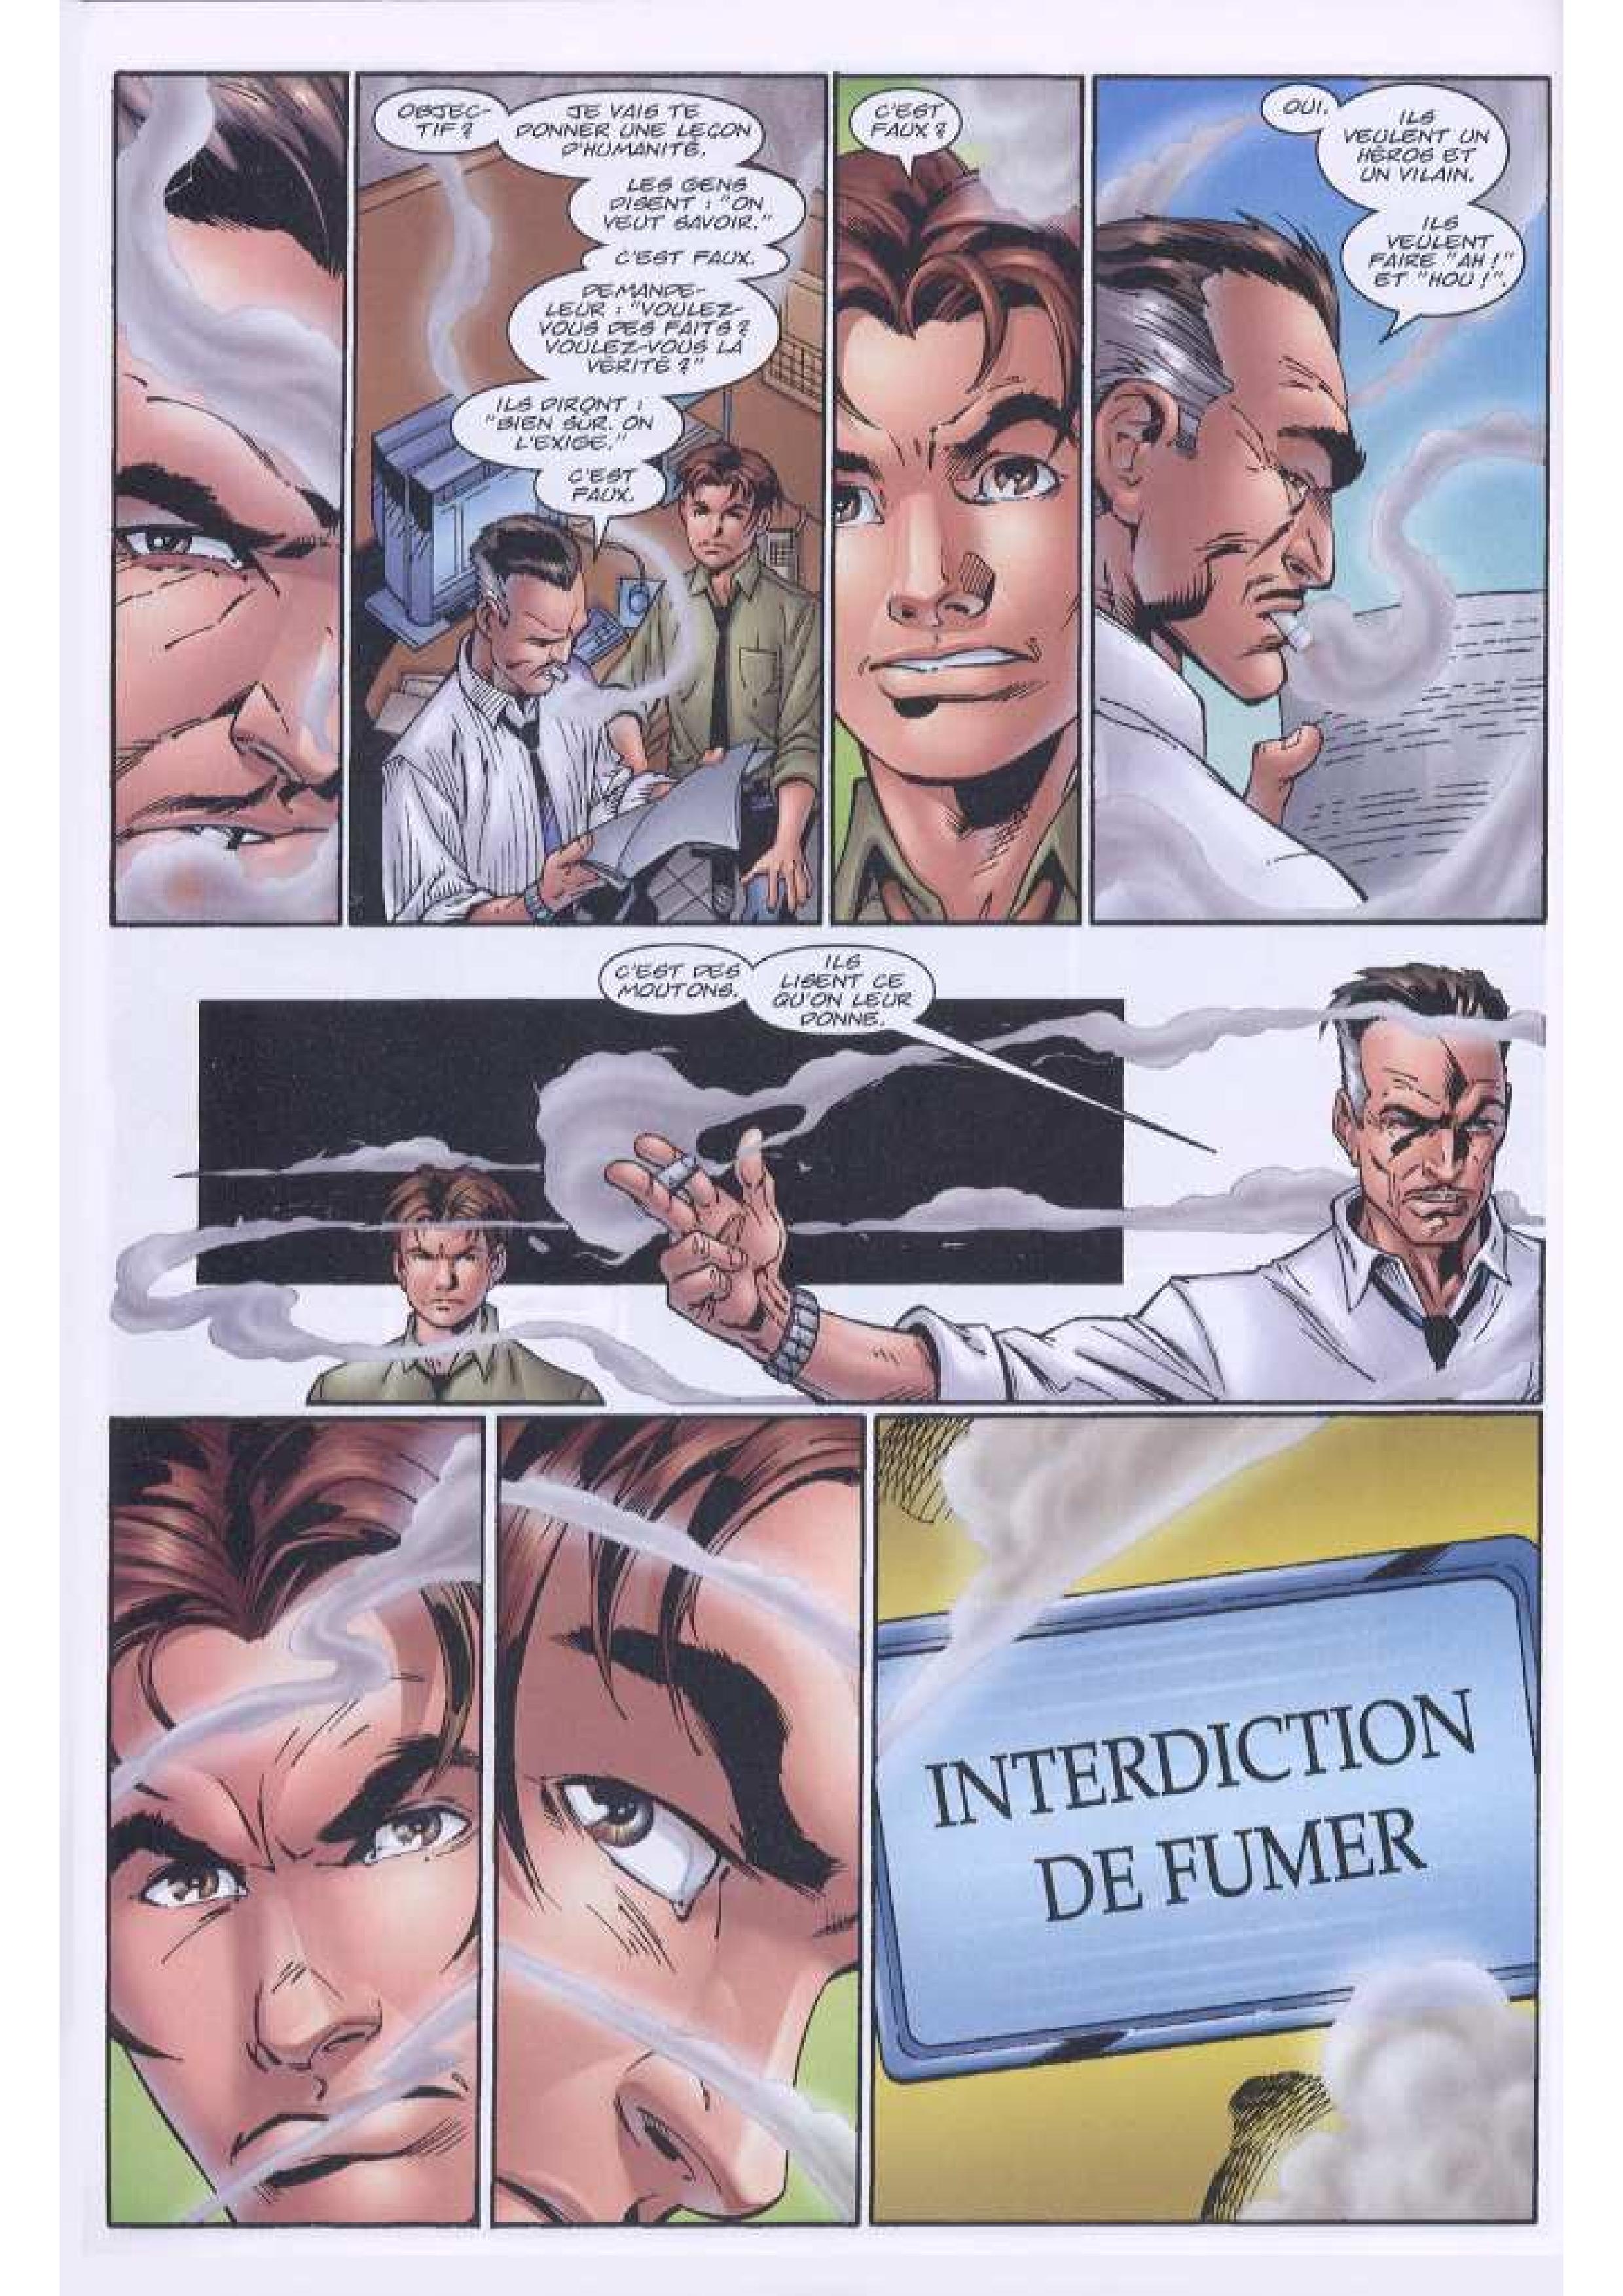 OBJEC-
TIF ?
JE VAIS TE
DONNER UNE LEÇON
D'HUMANITÉ.
LES GENS
DISENT : "ON
VEUT SAVOIR."
C'EST FAUX.
DEMANDE-
LEUR : "VOULEZ-
VOUS DES FAITS ?
VOULEZ-VOUS LA
VÉRITÉ ?"
ILS DIRONT :
"BIEN SÛR. ON
L'EXIGE."
C'EST
FAUX.
C'EST
FAUX ?
OUI.
ILS
VEULENT UN
HÉROS ET
UN VILAIN.
ILS
VEULENT
FAIRE "AH !"
ET "HOU !".
C'EST DES
MOUTONS.
ILS
LISENT CE
QU'ON LEUR
DONNE.
INTERDICTION
DE FUMER